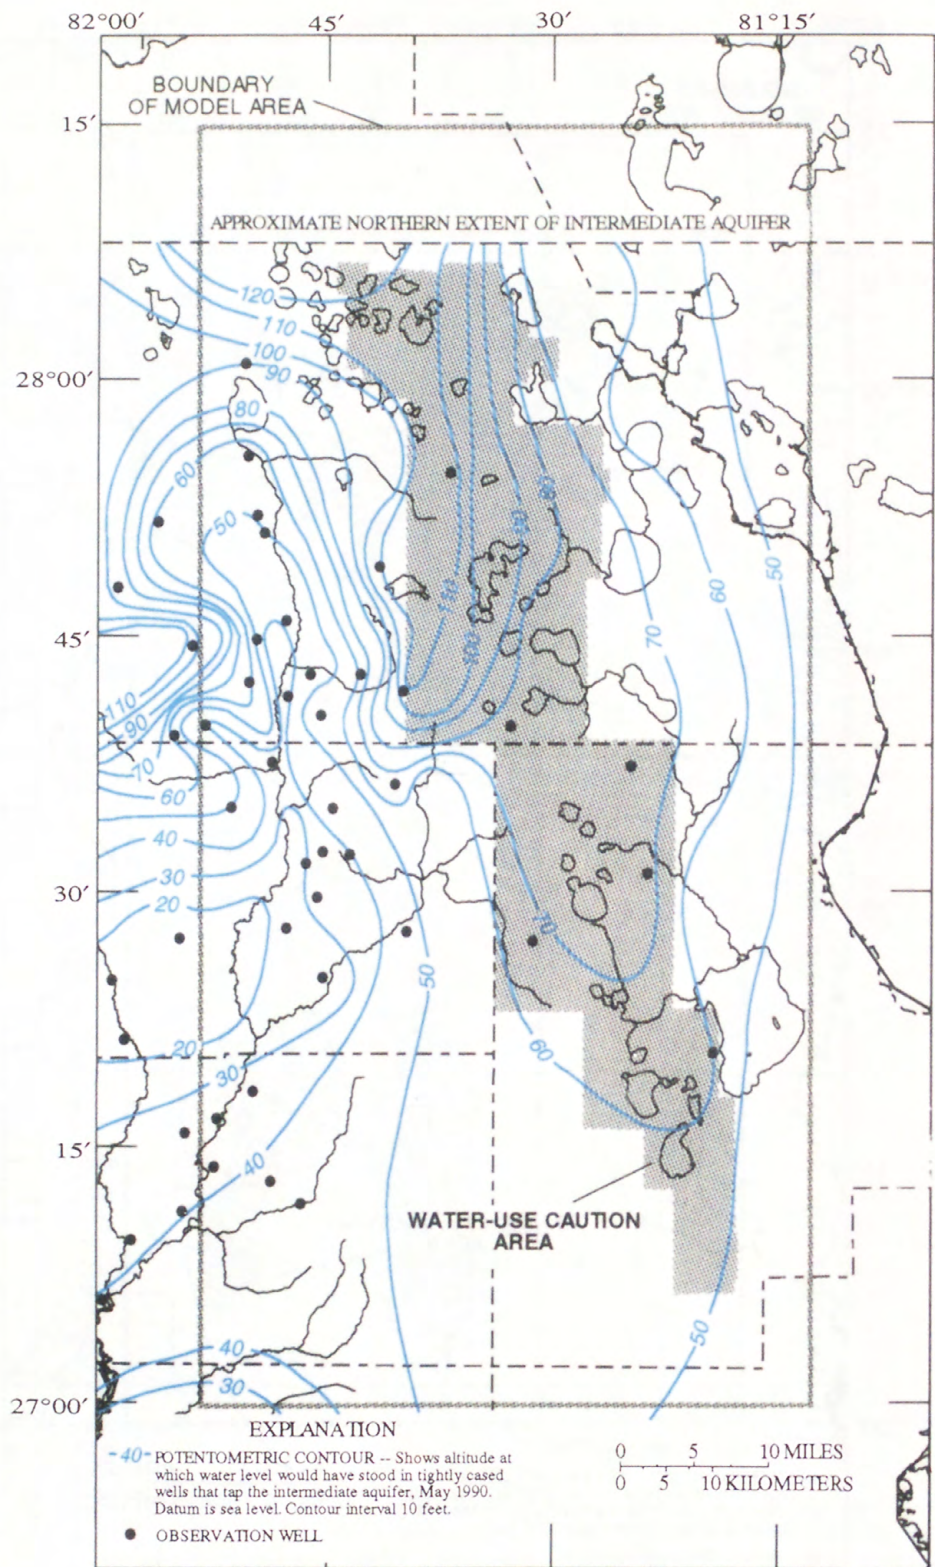 82°00′ 45′ 30′ 81°15′
BOUNDARY
OF MODEL AREA
15′
APPROXIMATE NORTHERN EXTENT OF INTERMEDIATE AQUIFER
120
110
100
90
28°00′
80
60
80
50
90
50
60
110
45′
100
70
110
90
70
60
40
30
30′
20
70
50
60
20
30
15′
40
WATER-USE CAUTION
AREA
50
40
30
27°00′
EXPLANATION
-40- POTENTOMETRIC CONTOUR -- Shows altitude at
which water level would have stood in tightly cased
wells that tap the intermediate aquifer, May 1990.
Datum is sea level. Contour interval 10 feet.
OBSERVATION WELL
0 5 10 MILES
0 5 10 KILOMETERS